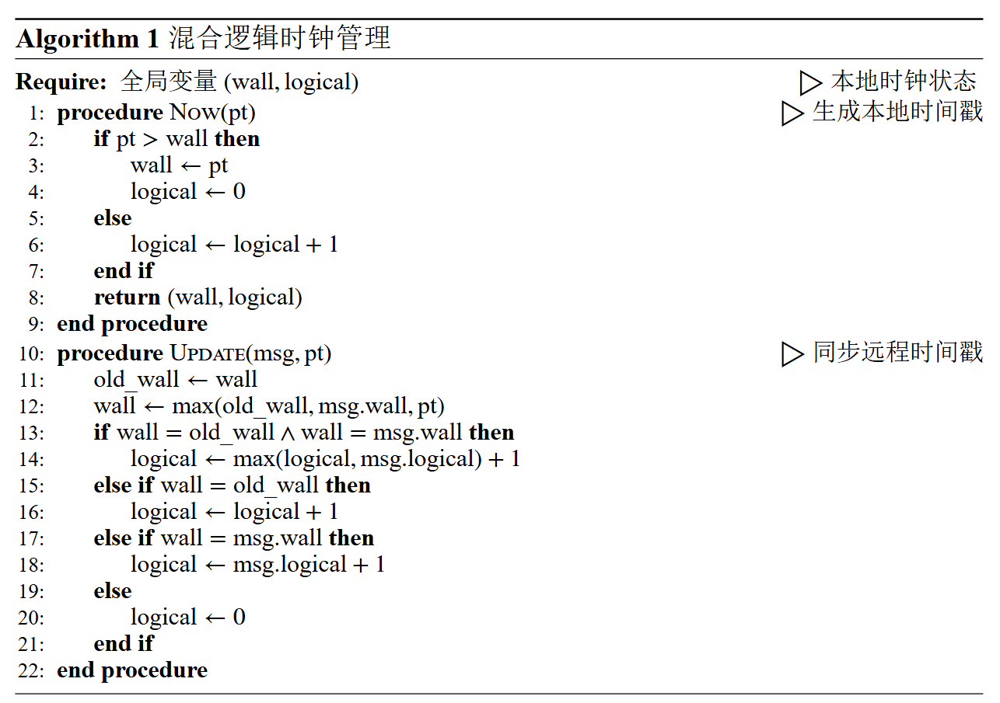 Algorithm 1 混合逻辑时钟管理
Require: 全局变量 (wall, logical) ▷ 本地时钟状态
1: procedure Now(pt) ▷ 生成本地时间戳
2: if pt > wall then
3: wall ← pt
4: logical ← 0
5: else
6: logical ← logical + 1
7: end if
8: return (wall, logical)
9: end procedure
10: procedure Update(msg, pt) ▷ 同步远程时间戳
11: old_wall ← wall
12: wall ← max(old_wall, msg.wall, pt)
13: if wall = old_wall ∧ wall = msg.wall then
14: logical ← max(logical, msg.logical) + 1
15: else if wall = old_wall then
16: logical ← logical + 1
17: else if wall = msg.wall then
18: logical ← msg.logical + 1
19: else
20: logical ← 0
21: end if
22: end procedure